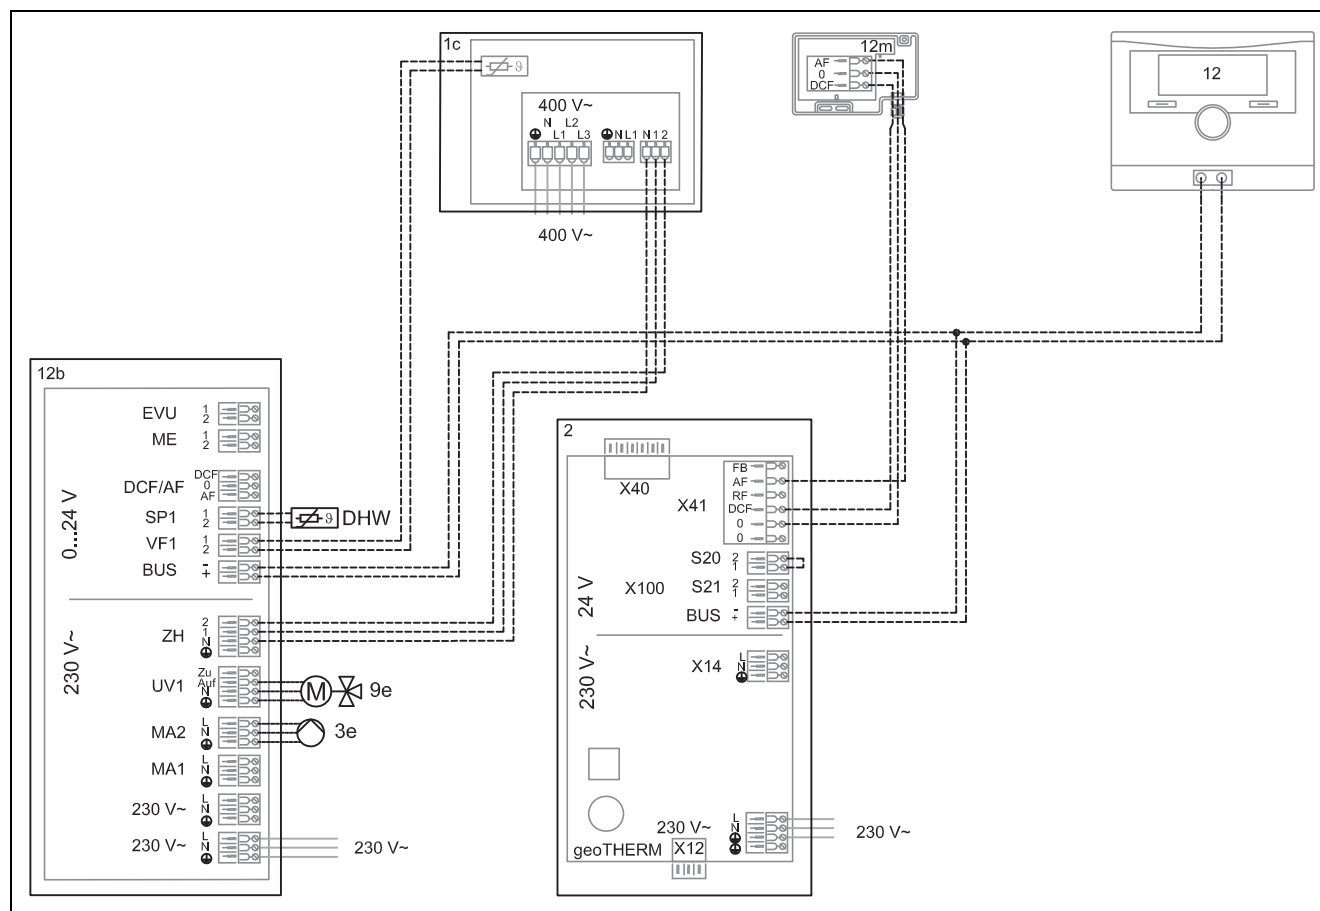 1c
ϑ
400 V~
N L2
L1 L3
N L1
N 1 2
400 V~
12m
AF
0
DCF
12
12b
0...24 V
EVU 1
2
ME 1
2
DCF/AF DCF
0
AF
SP1 1
2
ϑ DHW
VF1 1
2
BUS -
+
230 V~
ZH 2
1
N
UV1 Zu
Auf
N
M 9e
MA2 L
N
3e
MA1 L
N
230 V~ L
N
230 V~ L
N
230 V~
2
X40
X41
FB
AF
RF
DCF
0
0
24 V
X100
S20 2
1
S21 2
1
BUS -
+
230 V~
X14 L
N
230 V~ L
N
230 V~
geoTHERM X12